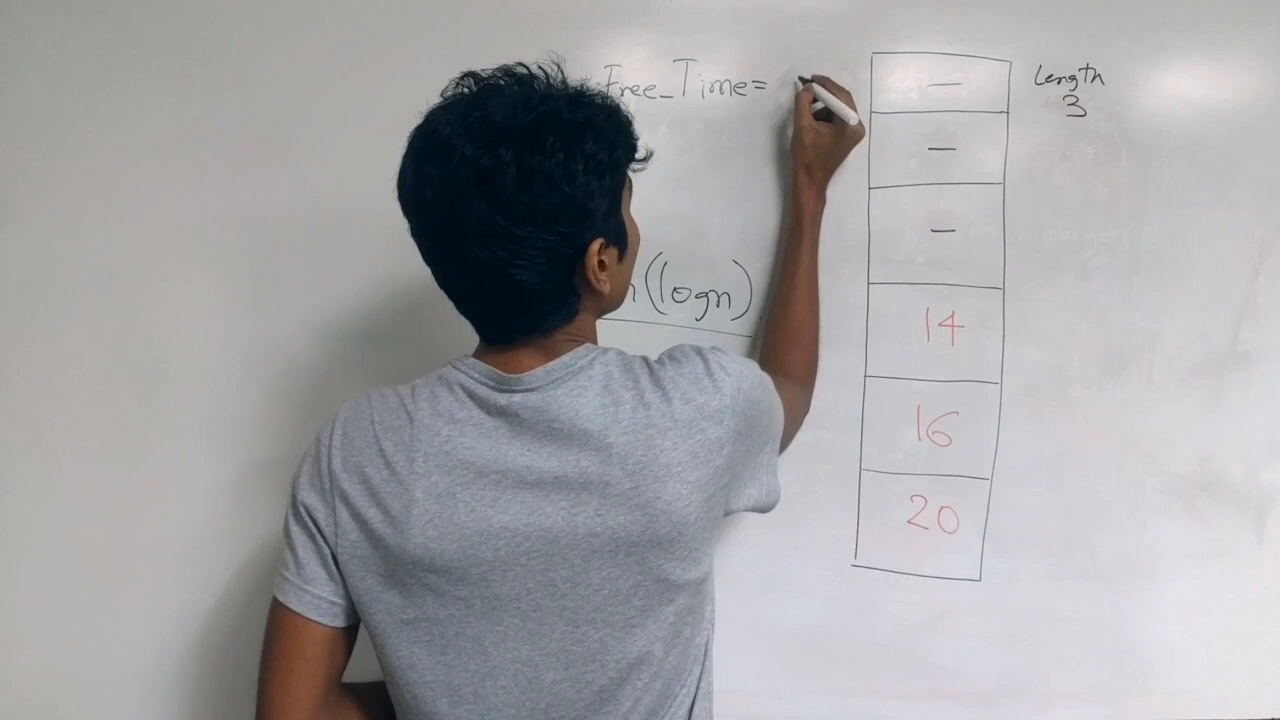 Free_Time=
Length
3
—
—
—
n(logn)
14
16
20